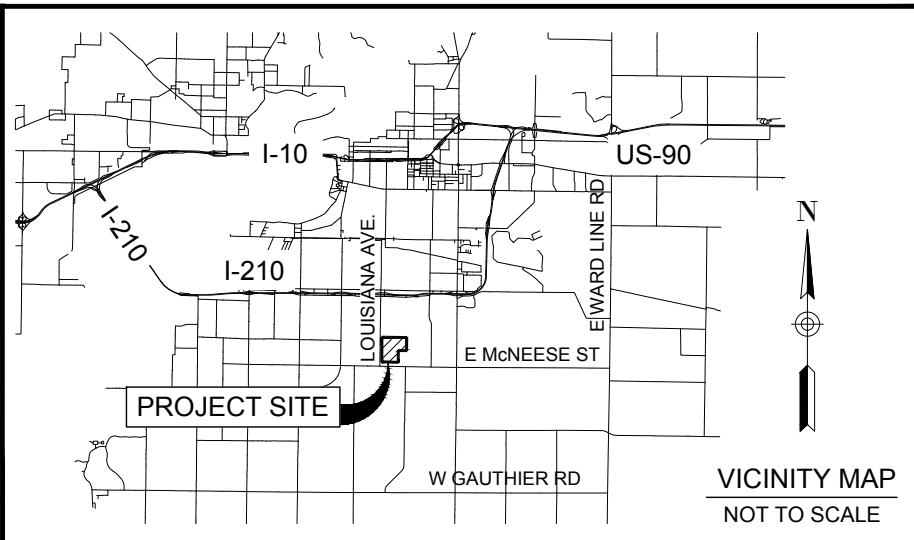 I-10
US-90
I-210
I-210
LOUISIANA AVE.
E WARD LINE RD
N
E McNEESE ST
PROJECT SITE
W GAUTHIER RD
VICINITY MAP
NOT TO SCALE